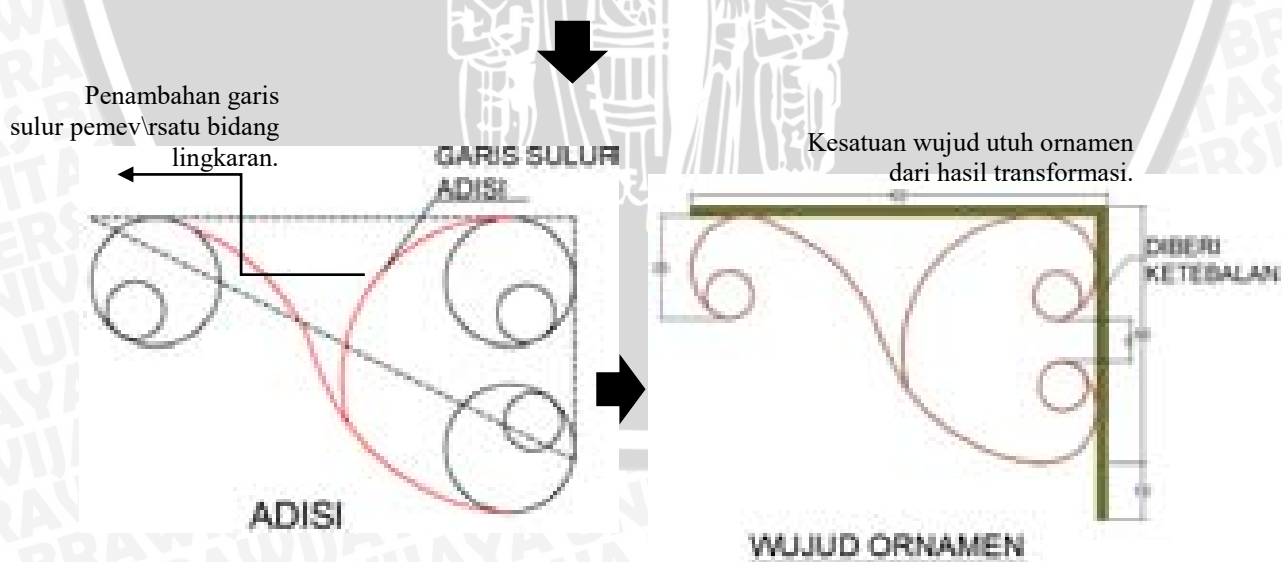 Penambahan garis
sulur pemev\rsatu bidang
lingkaran.
GARIS SULUR
ADISI
ADISI
Kesatuan wujud utuh ornamen
dari hasil transformasi.
DIBERI
KETEBALAN
WUJUD ORNAMEN